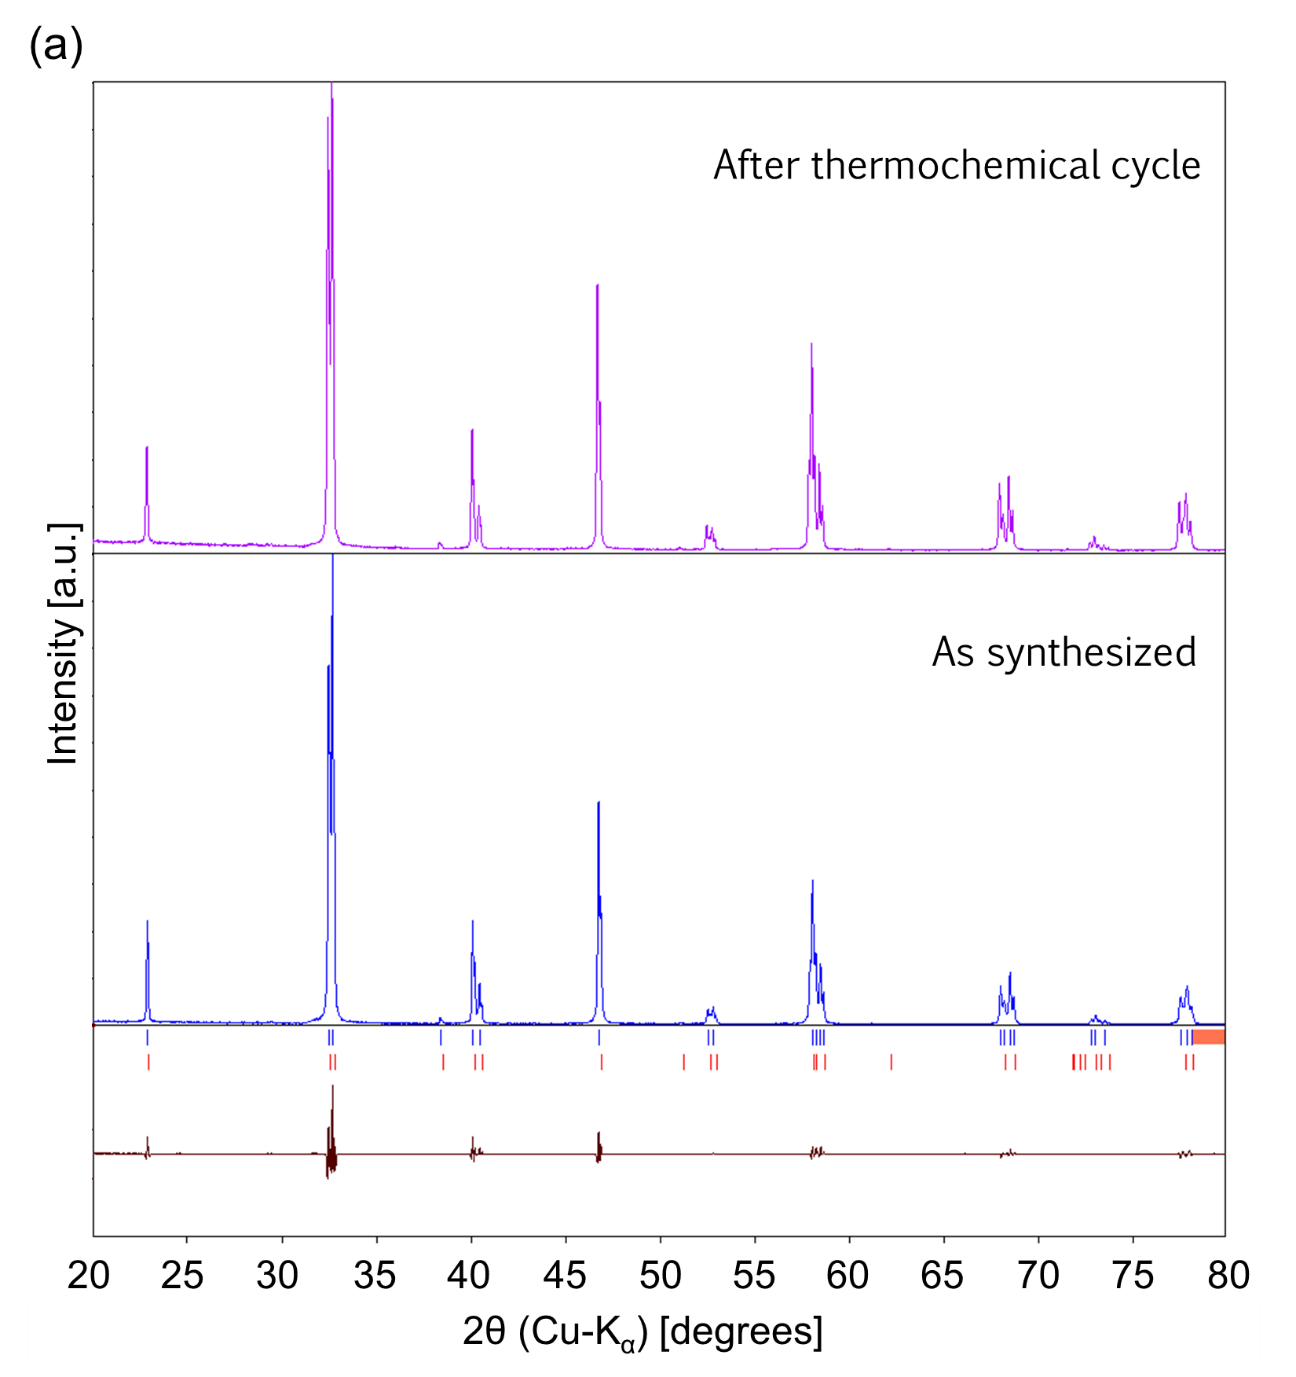 (a)
After thermochemical cycle
As synthesized
Intensity [a.u.]
20 25 30 35 40 45 50 55 60 65 70 75 80
2θ (Cu-Kα) [degrees]